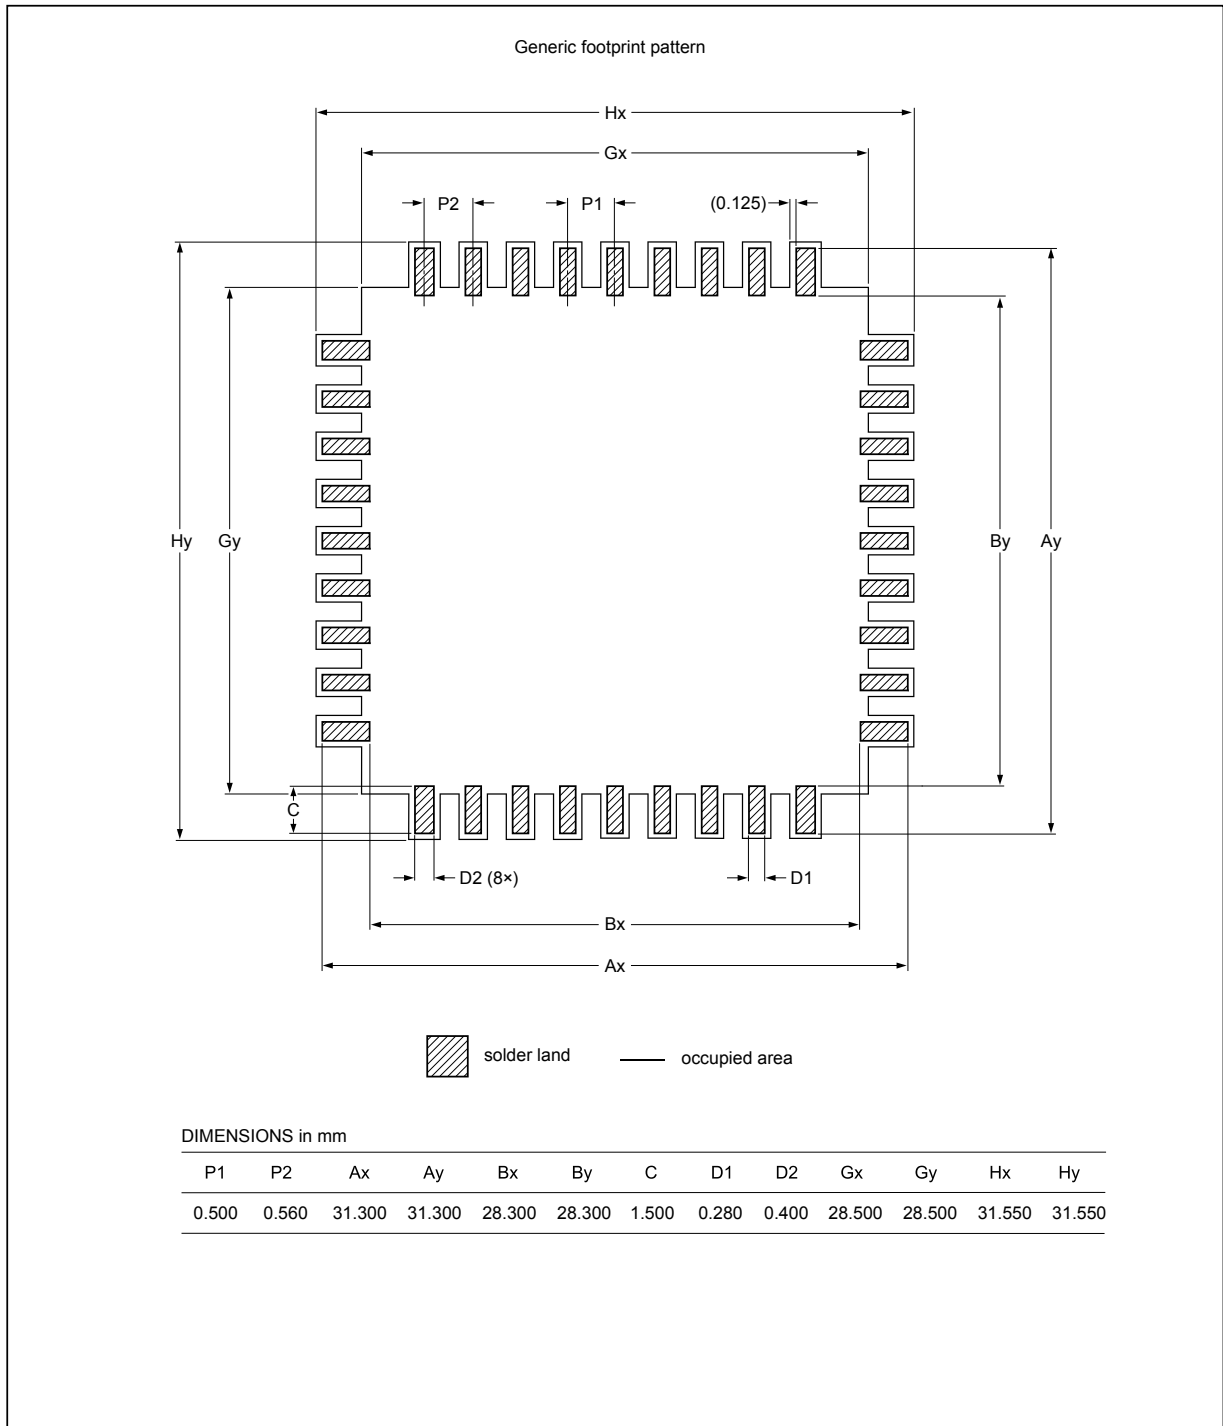 Generic footprint pattern
Hx
Gx
P2 P1 (0.125)
Hy Gy By Ay
C
D2 (8×) D1
Bx
Ax
solder land occupied area
DIMENSIONS in mm
P1 P2 Ax Ay Bx By C D1 D2 Gx Gy Hx Hy
0.500 0.560 31.300 31.300 28.300 28.300 1.500 0.280 0.400 28.500 28.500 31.550 31.550